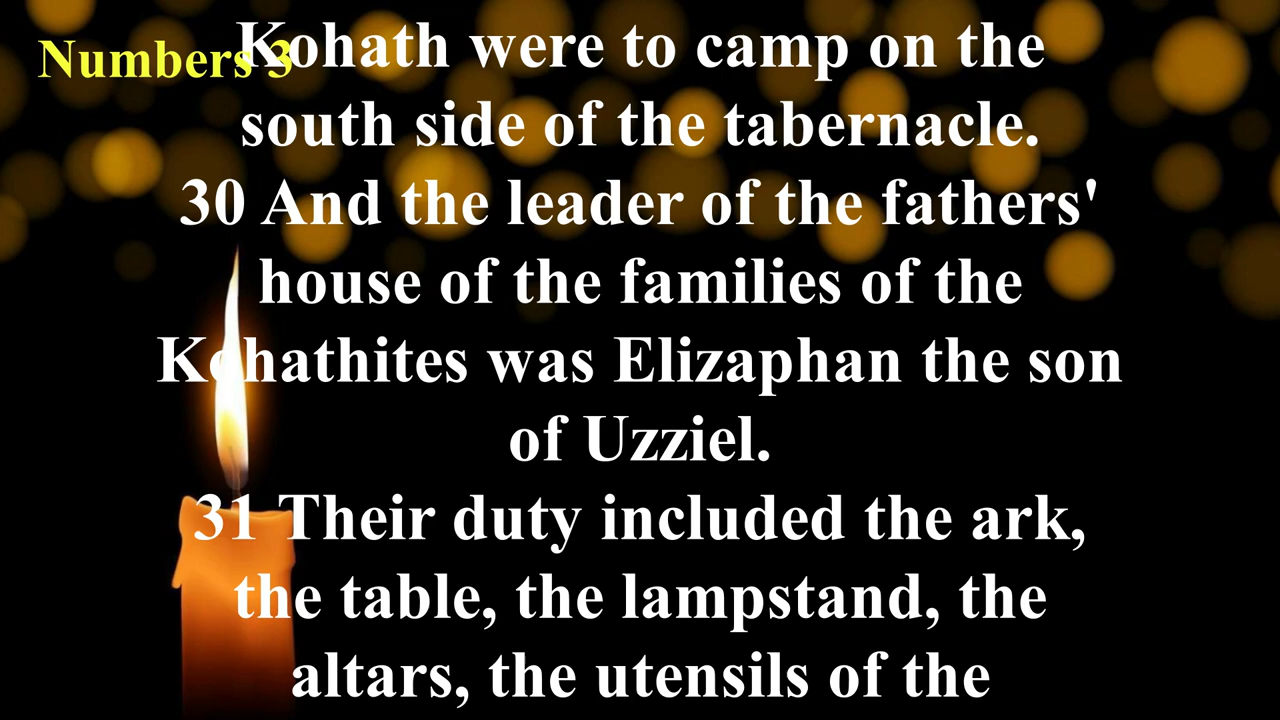 Numbers 3
Kohath were to camp on the
south side of the tabernacle.
30 And the leader of the fathers'
house of the families of the
Kohathites was Elizaphan the son
of Uzziel.
31 Their duty included the ark,
the table, the lampstand, the
altars, the utensils of the